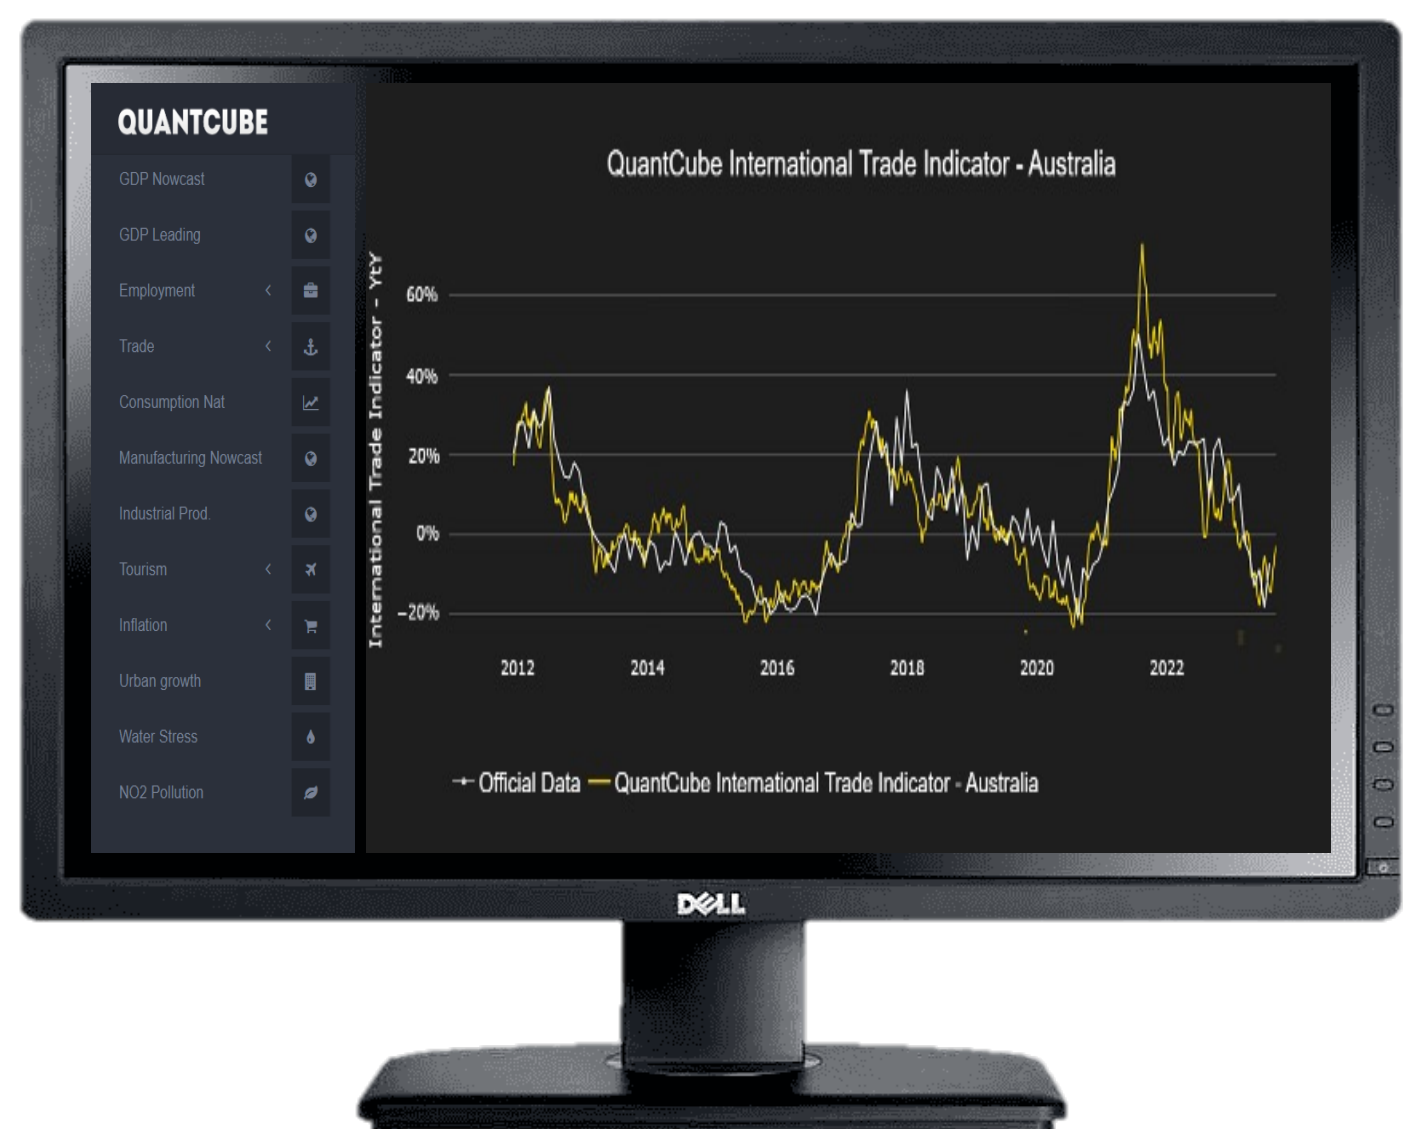 QUANTCUBE
GDP Nowcast
GDP Leading
Employment
Trade
Consumption Nat
Manufacturing Nowcast
Industrial Prod.
Tourism
Inflation
Urban growth
Water Stress
NO2 Pollution
QuantCube International Trade Indicator - Australia
International Trade Indicator - YtY
60%
40%
20%
0%
−20%
2012 2014 2016 2018 2020 2022
Official Data QuantCube International Trade Indicator - Australia
DELL